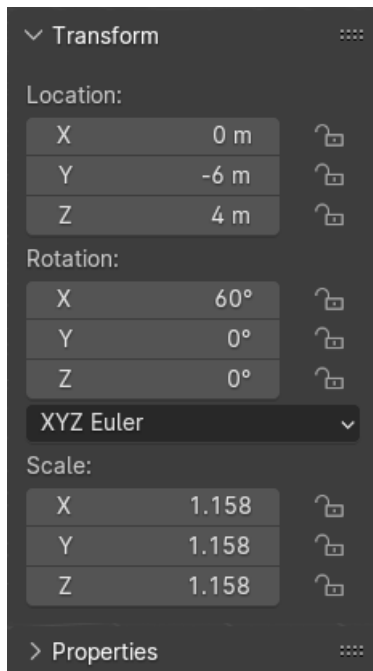 Transform
Location:
X 0 m
Y -6 m
Z 4 m
Rotation:
X 60°
Y 0°
Z 0°
XYZ Euler
Scale:
X 1.158
Y 1.158
Z 1.158
Properties